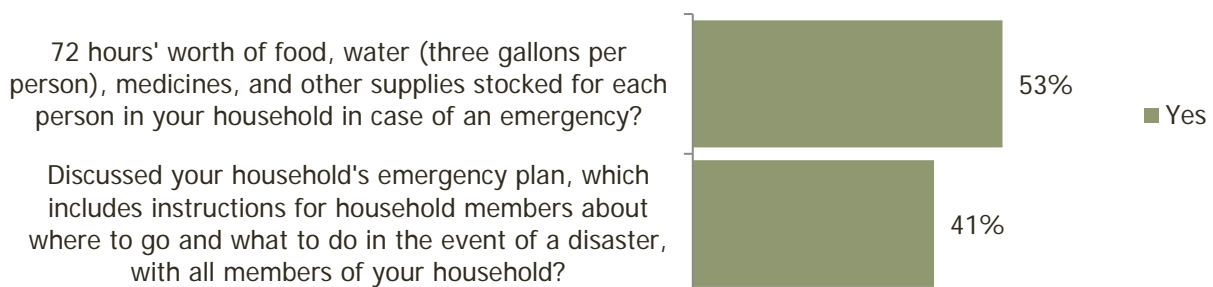 72 hours' worth of food, water (three gallons per
person), medicines, and other supplies stocked for each
person in your household in case of an emergency?
53%
Yes
Discussed your household's emergency plan, which
includes instructions for household members about
where to go and what to do in the event of a disaster,
with all members of your household?
41%